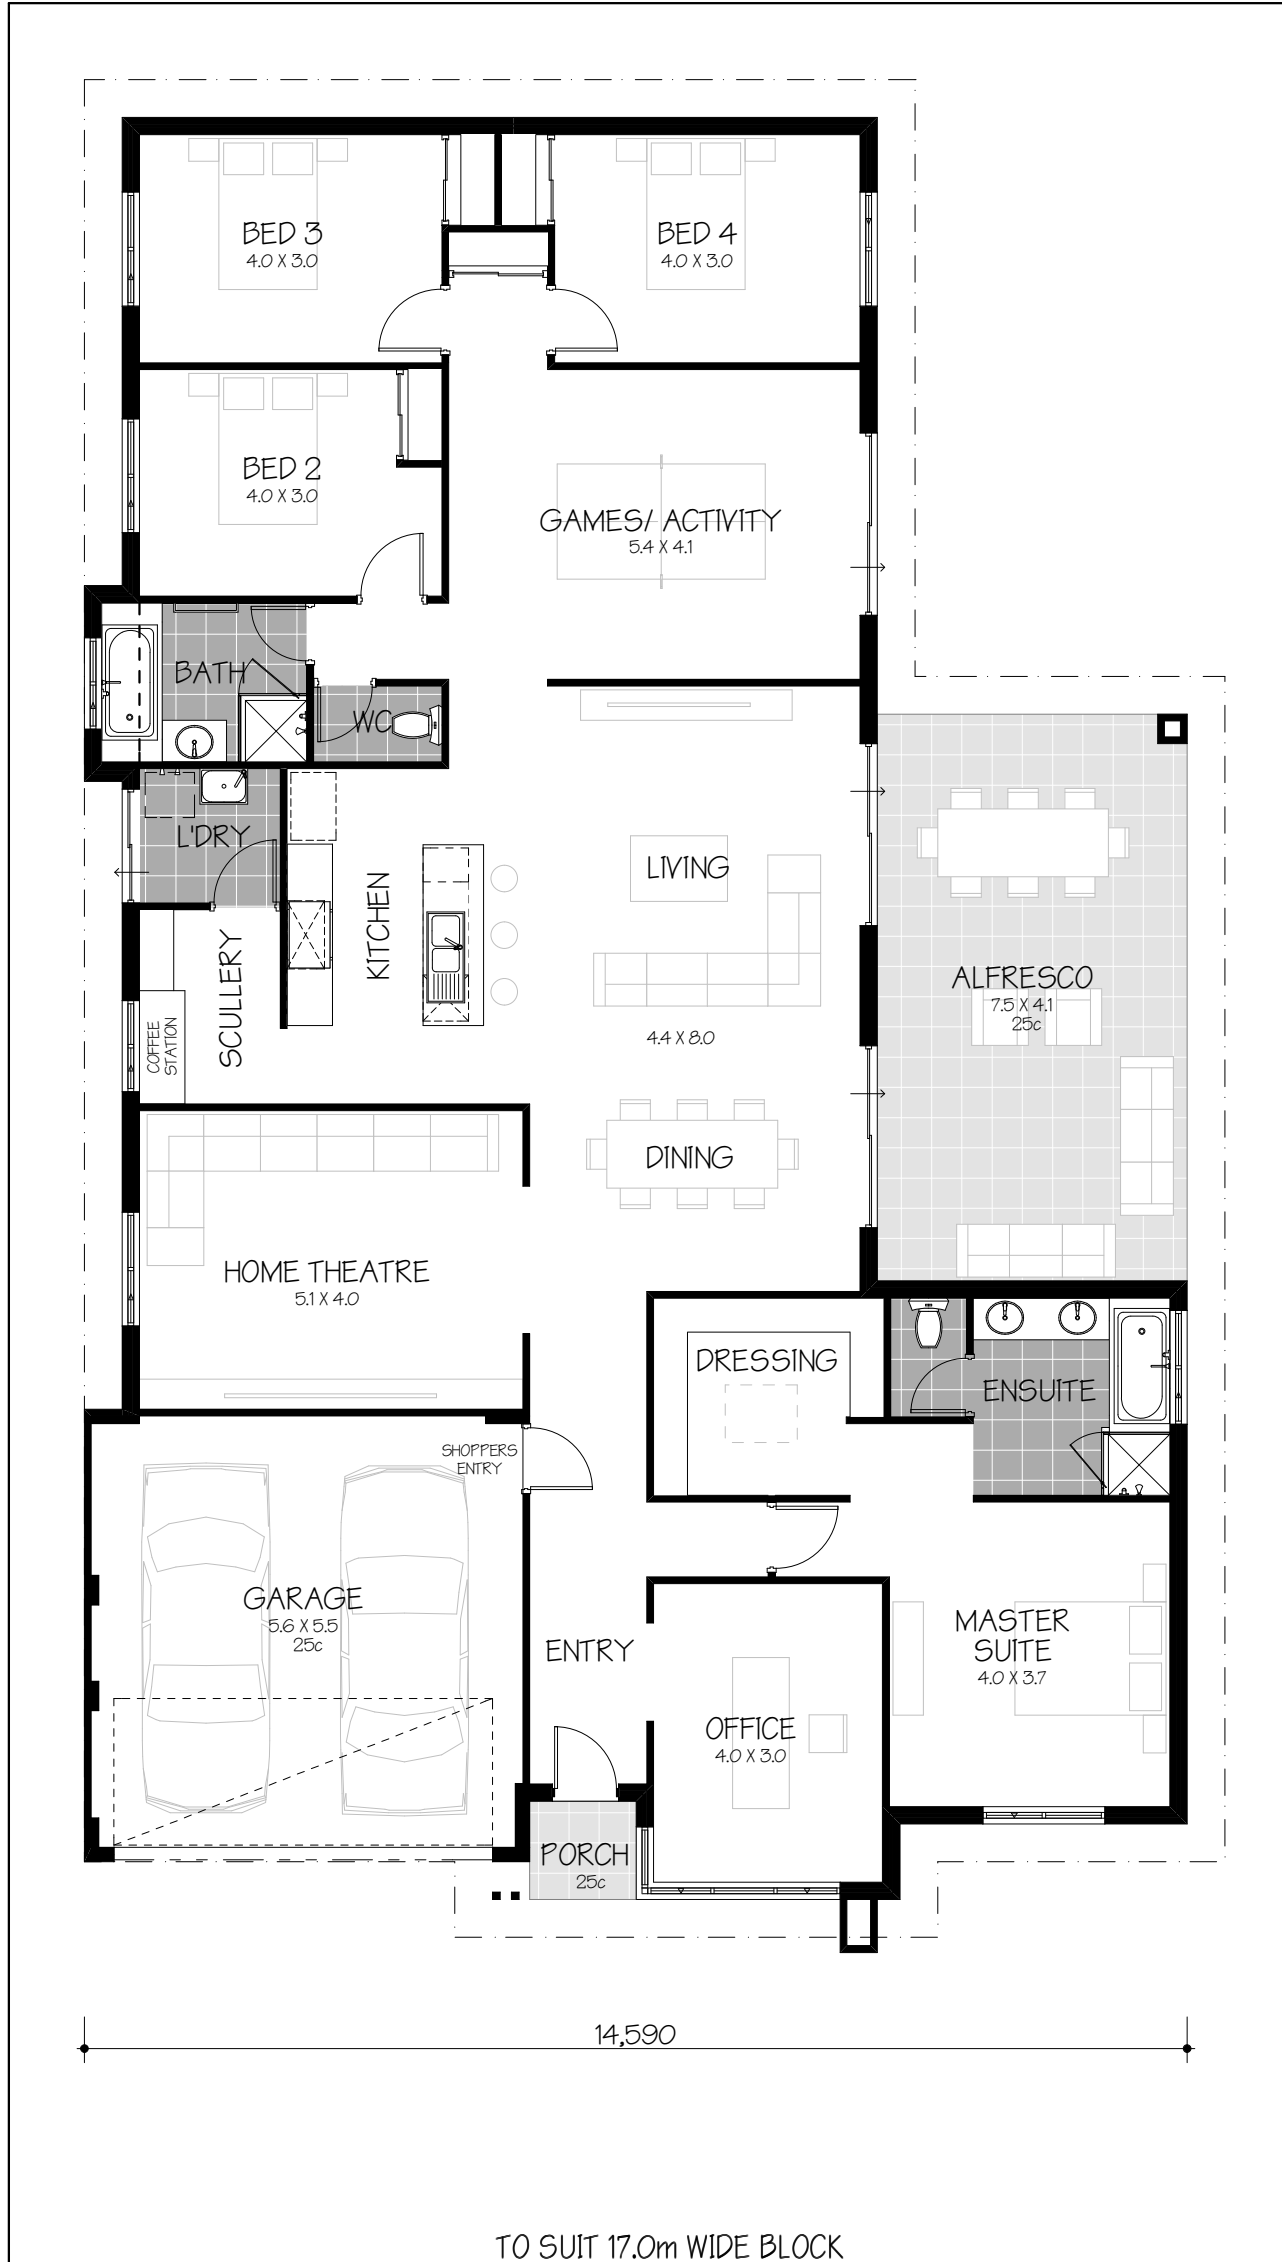 BED 3
4.0 X 3.0
BED 4
4.0 X 3.0
BED 2
4.0 X 3.0
GAMES/ ACTIVITY
5.4 X 4.1
BATH
WC
L'DRY
KITCHEN
LIVING
SCULLERY
COFFEE
STATION
4.4 X 8.0
ALFRESCO
7.5 X 4.1
25c
DINING
HOME THEATRE
5.1 X 4.0
DRESSING
ENSUITE
SHOPPERS
ENTRY
GARAGE
5.6 X 5.5
25c
ENTRY
MASTER
SUITE
4.0 X 3.7
OFFICE
4.0 X 3.0
PORCH
25c
14,590
TO SUIT 17.0m WIDE BLOCK